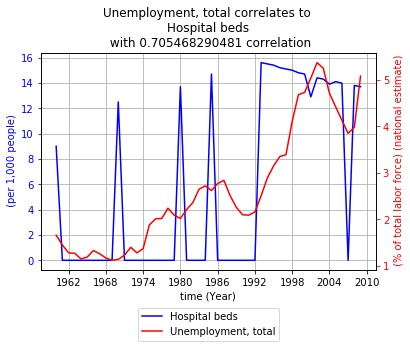 Unemployment, total correlates to
Hospital beds
with 0.705468290481 correlation
16
14
12
10
8
6
4
2
0
(per 1,000 people)
5
4
3
2
1
(% of total labor force) (national estimate)
1962 1968 1974 1980 1986 1992 1998 2004 2010
time (Year)
Hospital beds
Unemployment, total